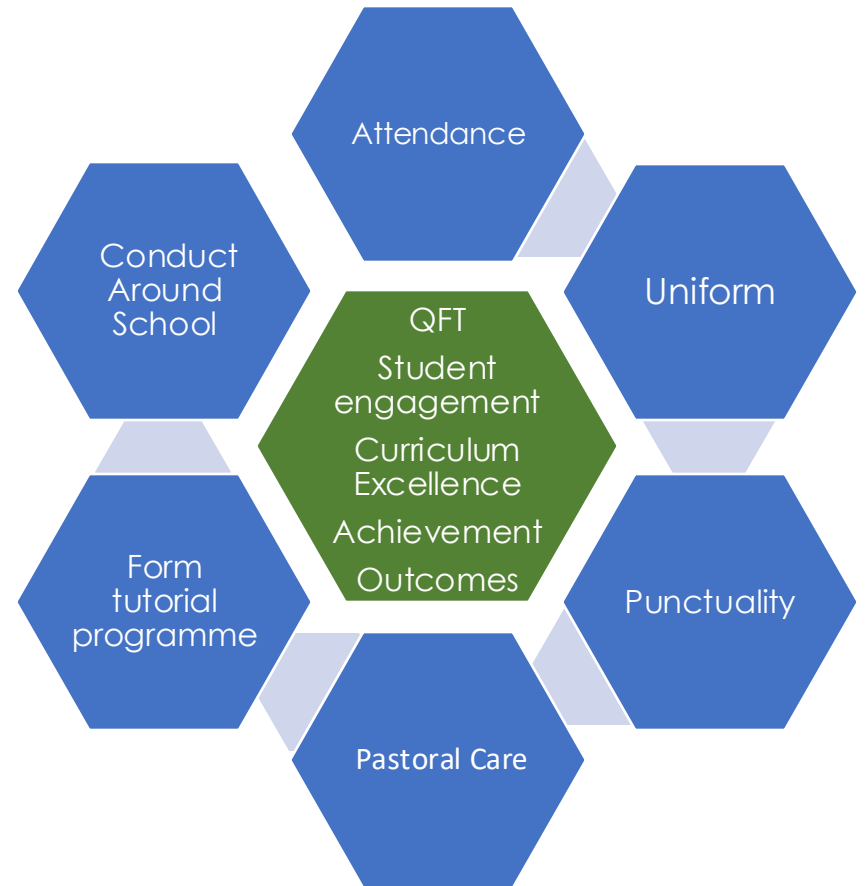 Attendance
Uniform
Conduct
Around
School
QFT
Student
engagement
Curriculum
Excellence
Achievement
Outcomes
Form
tutorial
programme
Punctuality
Pastoral Care